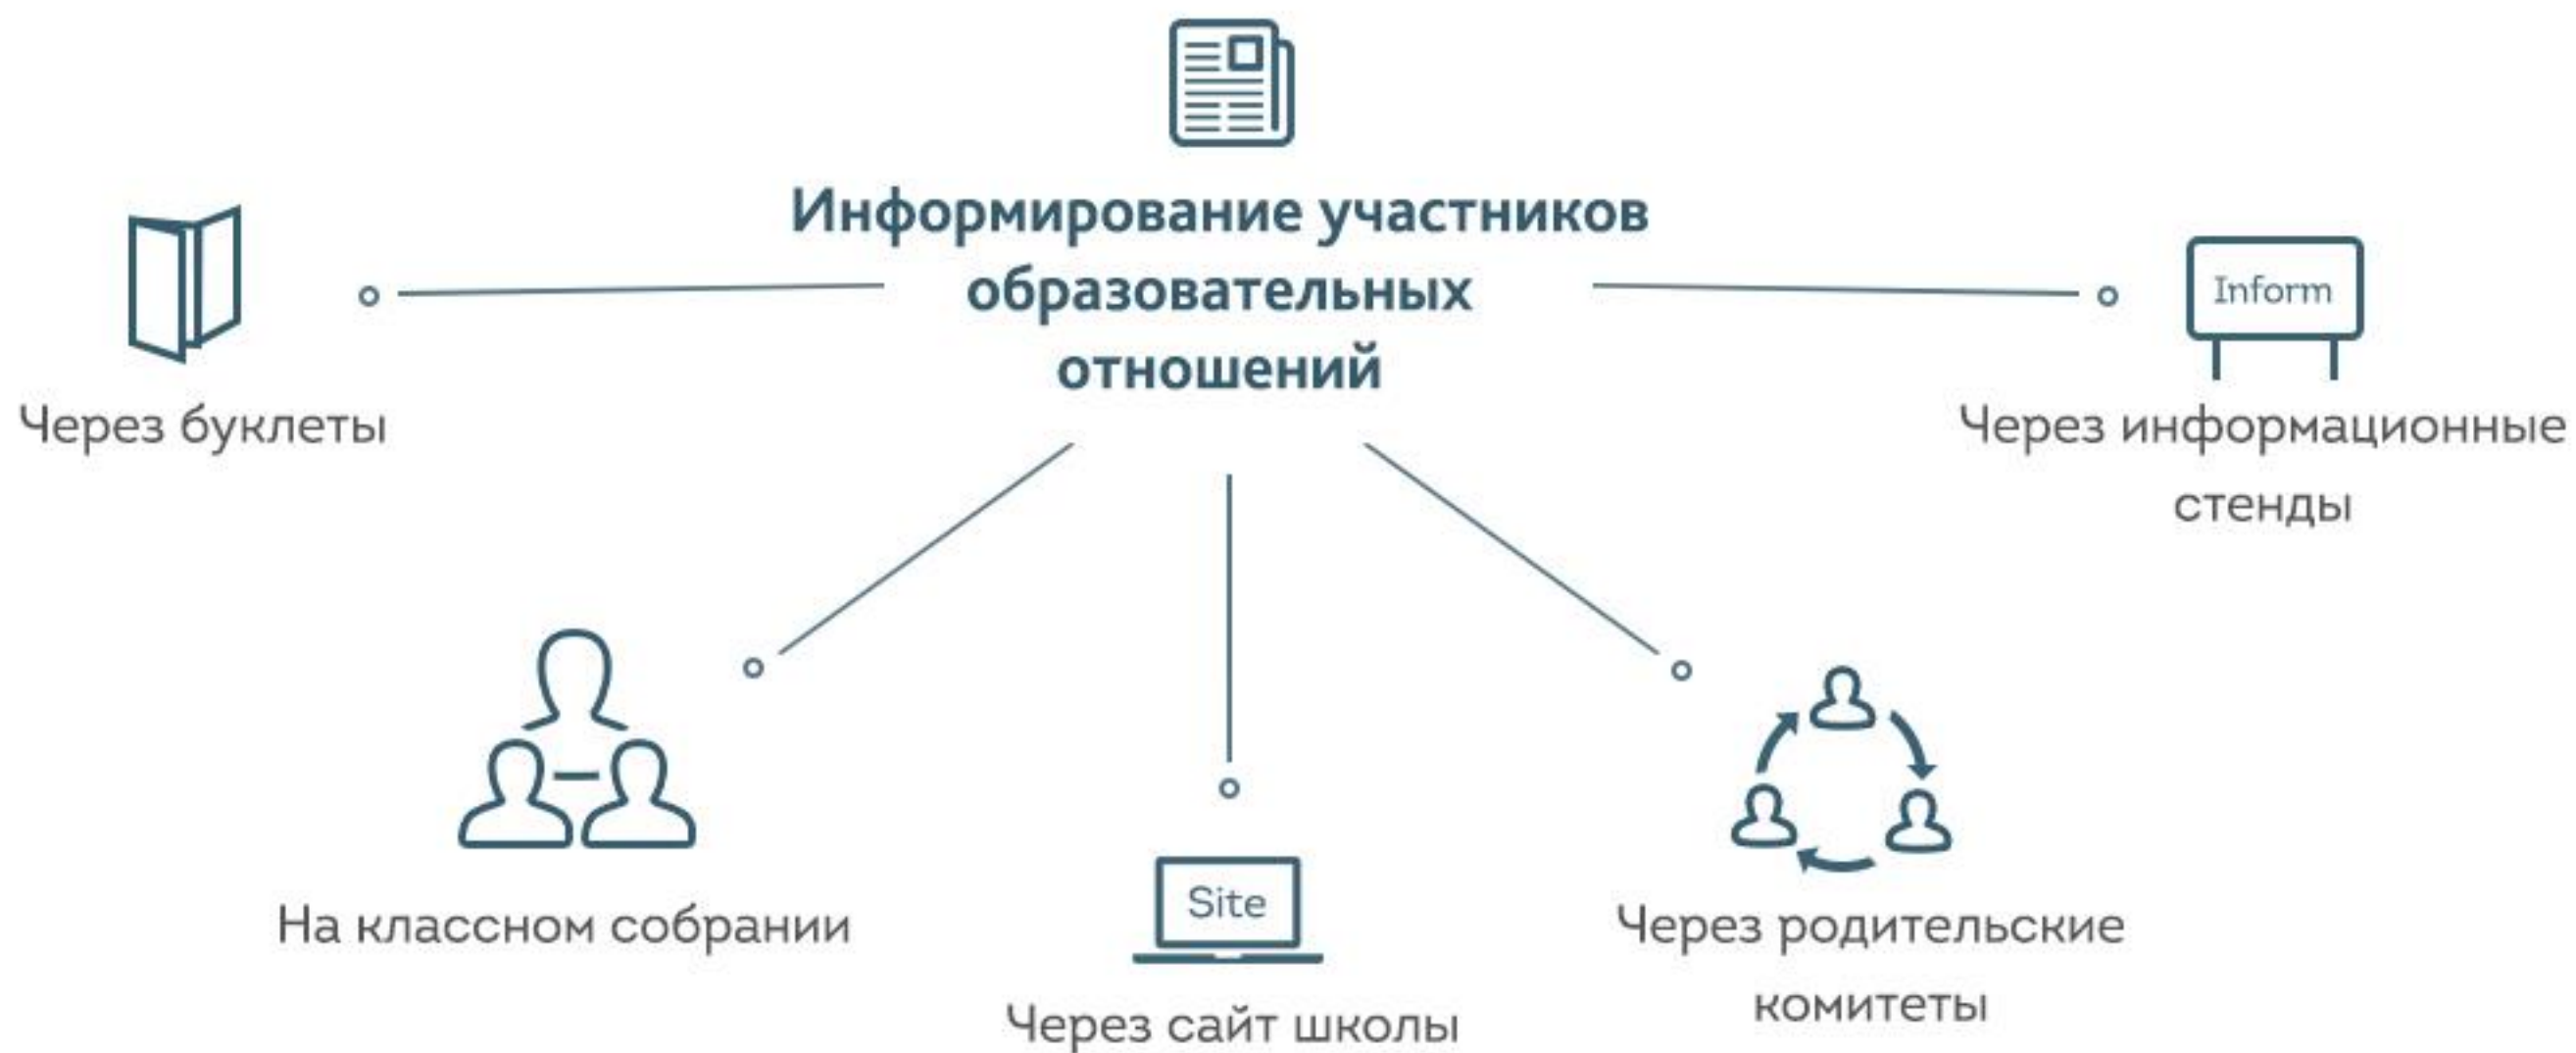 Информирование участников
образовательных
отношений
Через буклеты
Inform
Через информационные
стенды
На классном собрании
Site
Через сайт школы
Через родительские
комитеты